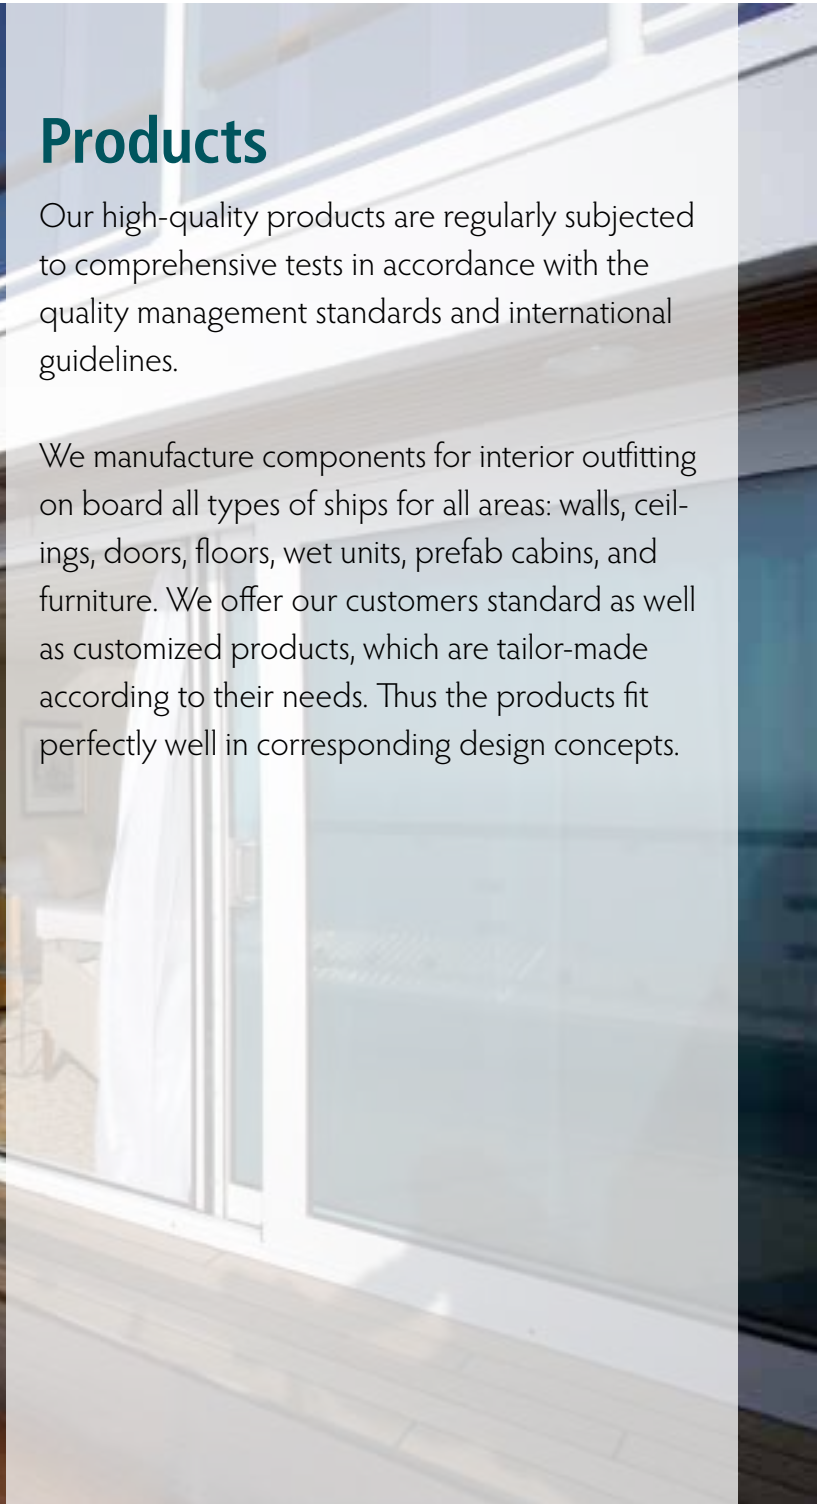 Products
Our high-quality products are regularly subjected
to comprehensive tests in accordance with the
quality management standards and international
guidelines.
We manufacture components for interior outfitting
on board all types of ships for all areas: walls, ceil-
ings, doors, floors, wet units, prefab cabins, and
furniture. We offer our customers standard as well
as customized products, which are tailor-made
according to their needs. Thus the products fit
perfectly well in corresponding design concepts.